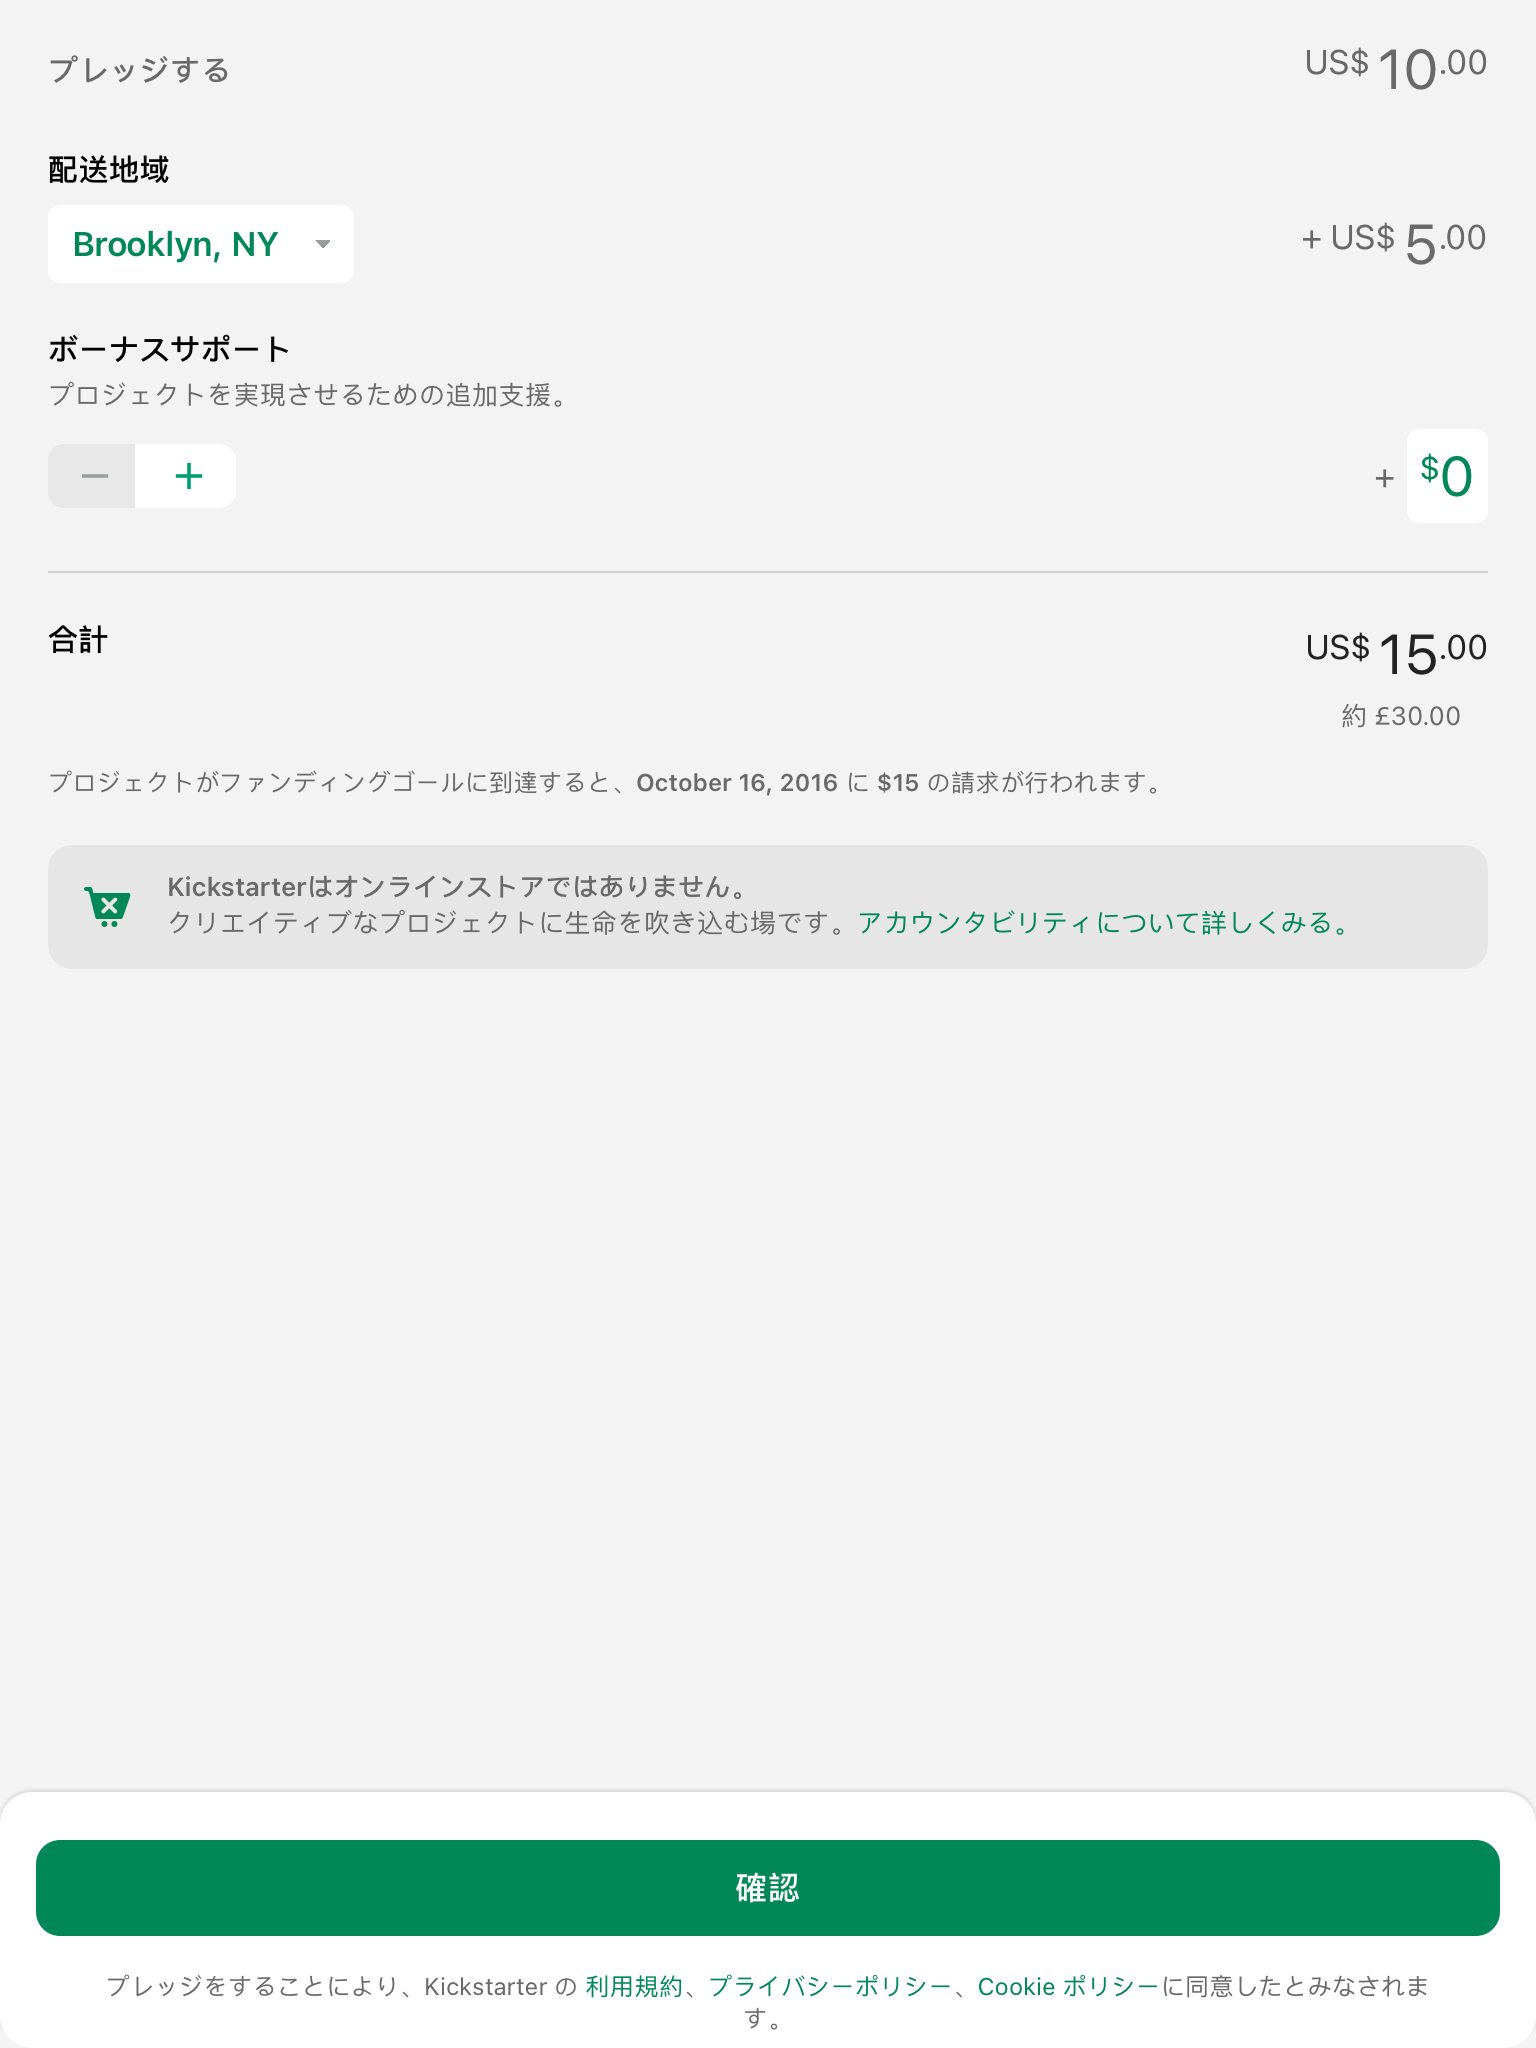 プレッジする US$ 10.00
配送地域
Brooklyn, NY + US$ 5.00
ボーナスサポート
プロジェクトを実現させるための追加支援。
− + + $0
合計 US$ 15.00
約 £30.00
プロジェクトがファンディングゴールに到達すると、October 16, 2016 に $15 の請求が行われます。
Kickstarterはオンラインストアではありません。
クリエイティブなプロジェクトに生命を吹き込む場です。アカウンタビリティについて詳しくみる。
確認
プレッジをすることにより、Kickstarter の 利用規約、プライバシーポリシー、Cookie ポリシーに同意したとみなされま
す。